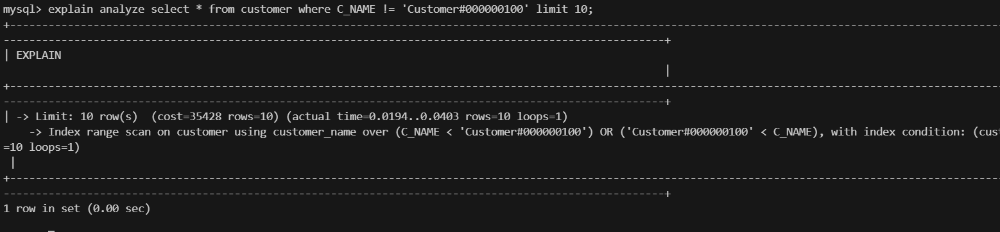 mysql> explain analyze select * from customer where C_NAME != 'Customer#000000100' limit 10;
+----------------------------------------------------------------------------------------------------------------------------------------------------------
-------------------------------------------------------------------------------------------------------+
| EXPLAIN
|
+----------------------------------------------------------------------------------------------------------------------------------------------------------
-------------------------------------------------------------------------------------------------------+
| -> Limit: 10 row(s)  (cost=35428 rows=10) (actual time=0.0194..0.0403 rows=10 loops=1)
    -> Index range scan on customer using customer_name over (C_NAME < 'Customer#000000100') OR ('Customer#000000100' < C_NAME), with index condition: (cust
=10 loops=1)
 |
+----------------------------------------------------------------------------------------------------------------------------------------------------------
-------------------------------------------------------------------------------------------------------+
1 row in set (0.00 sec)